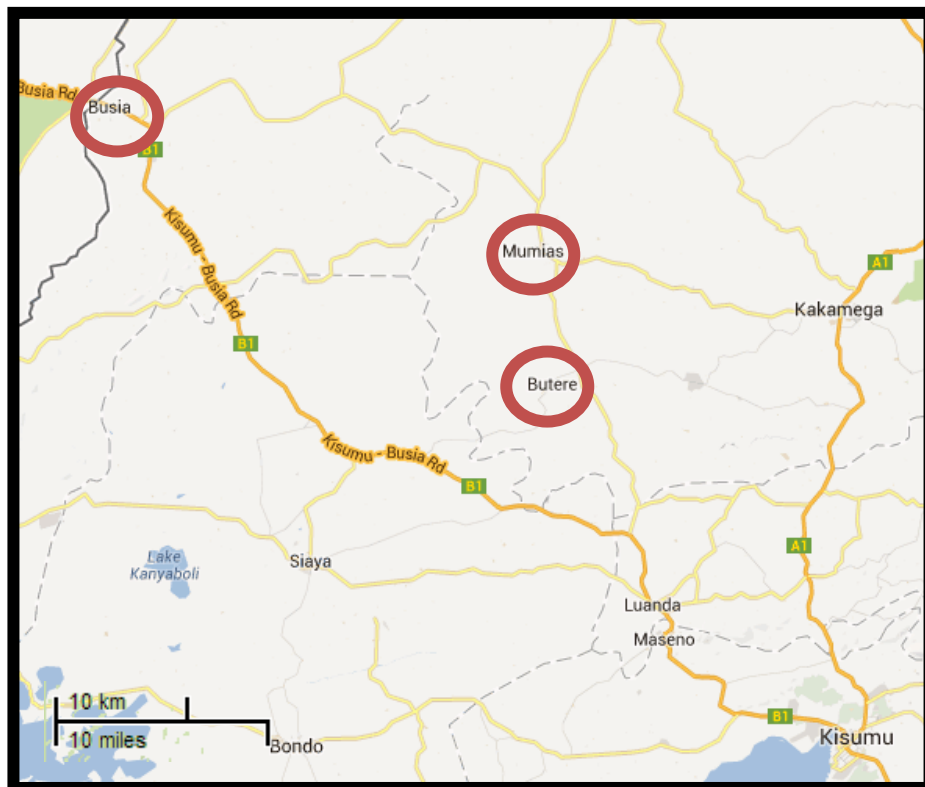 Busia Rd
Busia
B1
Kisumu - Busia Rd
Mumias
A1
Kakamega
B1
Butere
Kisumu - Busia Rd
B1
A1
Lake
Kanyaboli
Siaya
Luanda
Maseno
10 km
10 miles
Bondo
B1
Kisumu